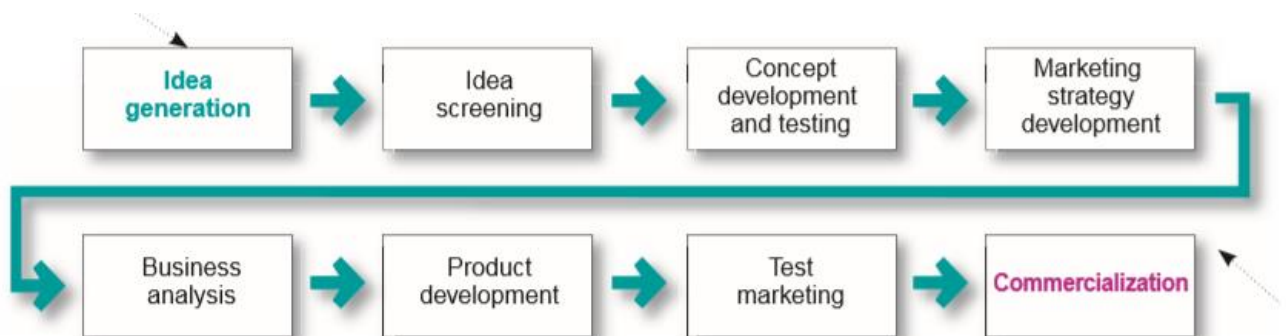 Idea
generation
Idea
screening
Concept
development
and testing
Marketing
strategy
development
Business
analysis
Product
development
Test
marketing
Commercialization